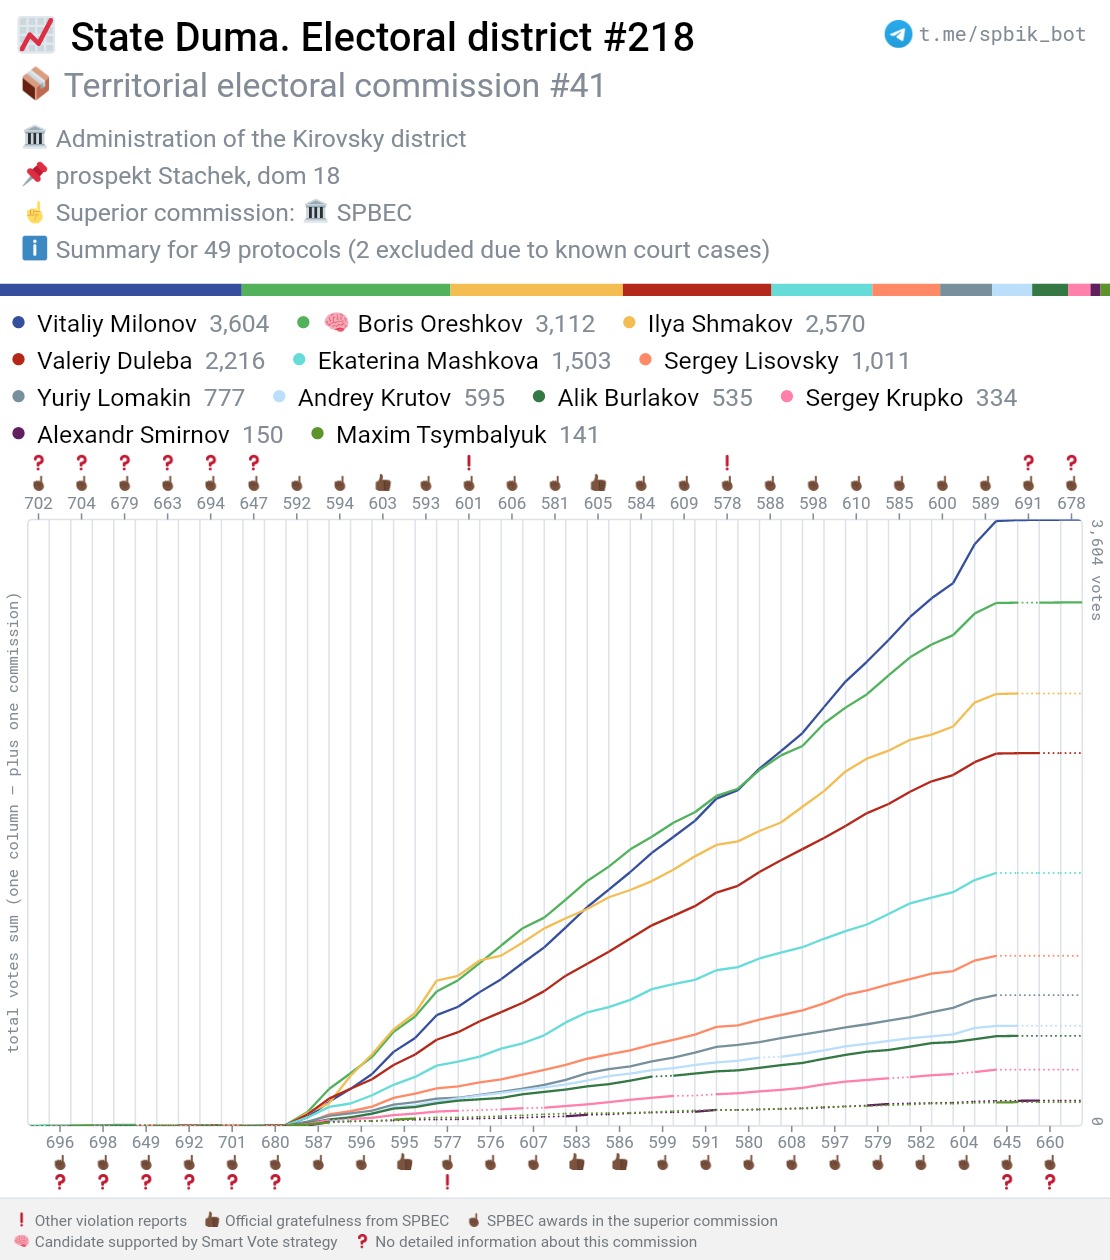 State Duma. Electoral district #218
t.me/spbik_bot
Territorial electoral commission #41
Administration of the Kirovsky district
prospekt Stachek, dom 18
Superior commission: SPBEC
Summary for 49 protocols (2 excluded due to known court cases)
Vitaliy Milonov 3,604 Boris Oreshkov 3,112 Ilya Shmakov 2,570
Valeriy Duleba 2,216 Ekaterina Mashkova 1,503 Sergey Lisovsky 1,011
Yuriy Lomakin 777 Andrey Krutov 595 Alik Burlakov 535 Sergey Krupko 334
Alexandr Smirnov 150 Maxim Tsymbalyuk 141
702 704 679 663 694 647 592 594 603 593 601 606 581 605 584 609 578 588 598 610 585 600 589 691 678
3,604 votes
total votes sum (one column – plus one commission)
0
696 698 649 692 701 680 587 596 595 577 576 607 583 586 599 591 580 608 597 579 582 604 645 660
Other violation reports Official gratefulness from SPBEC SPBEC awards in the superior commission
Candidate supported by Smart Vote strategy No detailed information about this commission